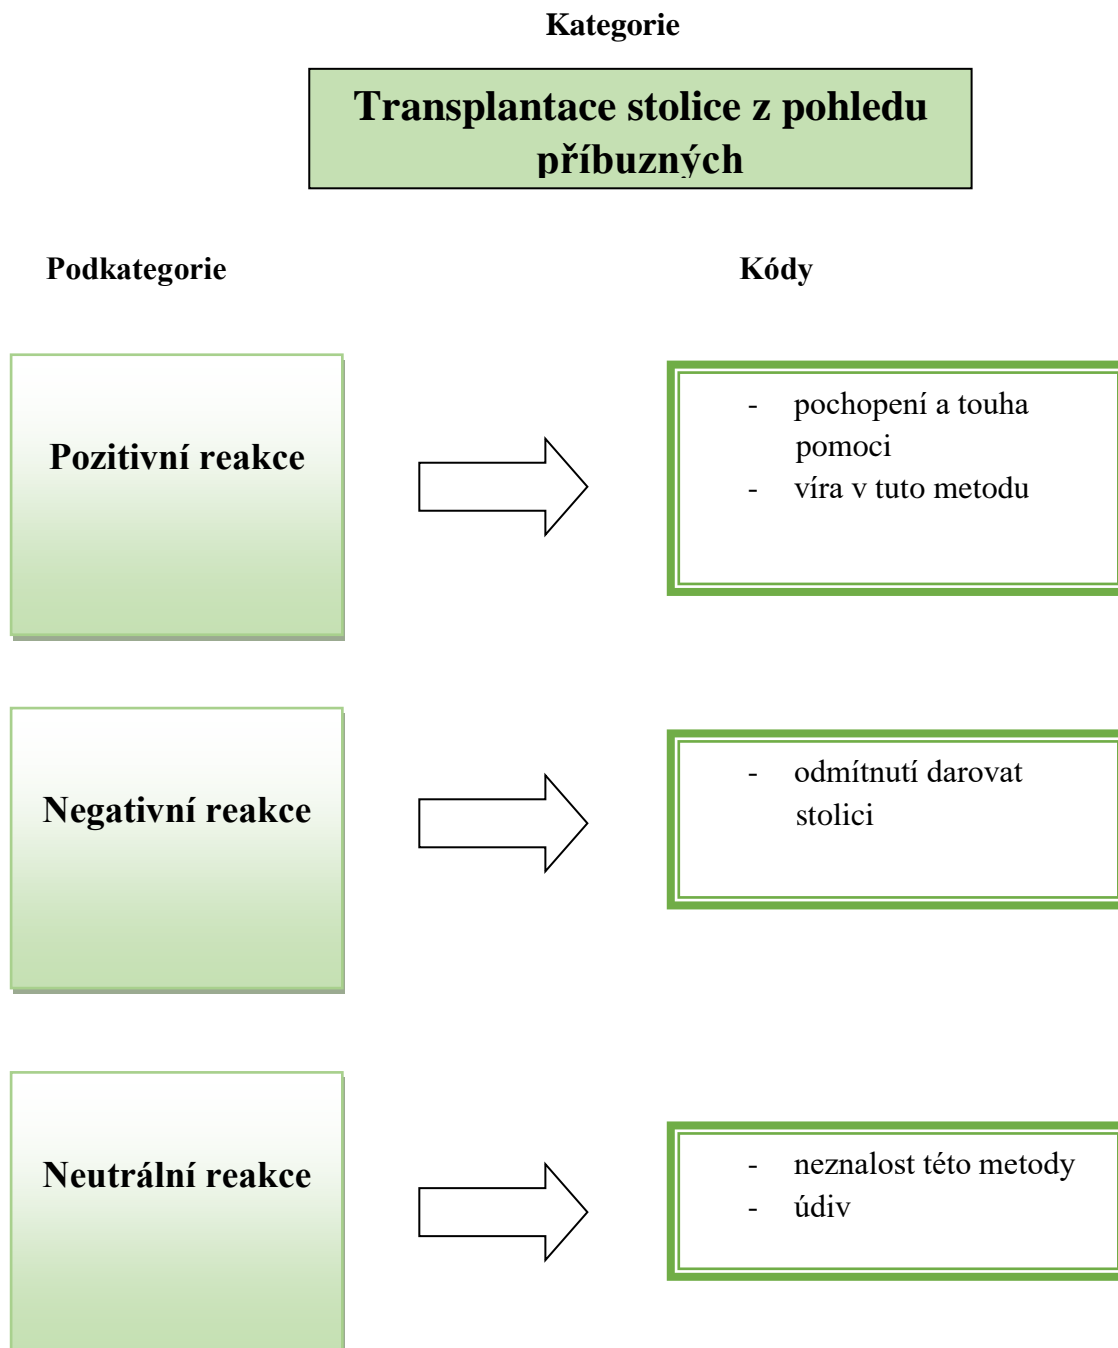 Kategorie
Transplantace stolice z pohledu
příbuzných
Podkategorie
Kódy
Pozitivní reakce
- pochopení a touha
pomoci
- víra v tuto metodu
Negativní reakce
- odmítnutí darovat
stolici
Neutrální reakce
- neznalost této metody
- údiv